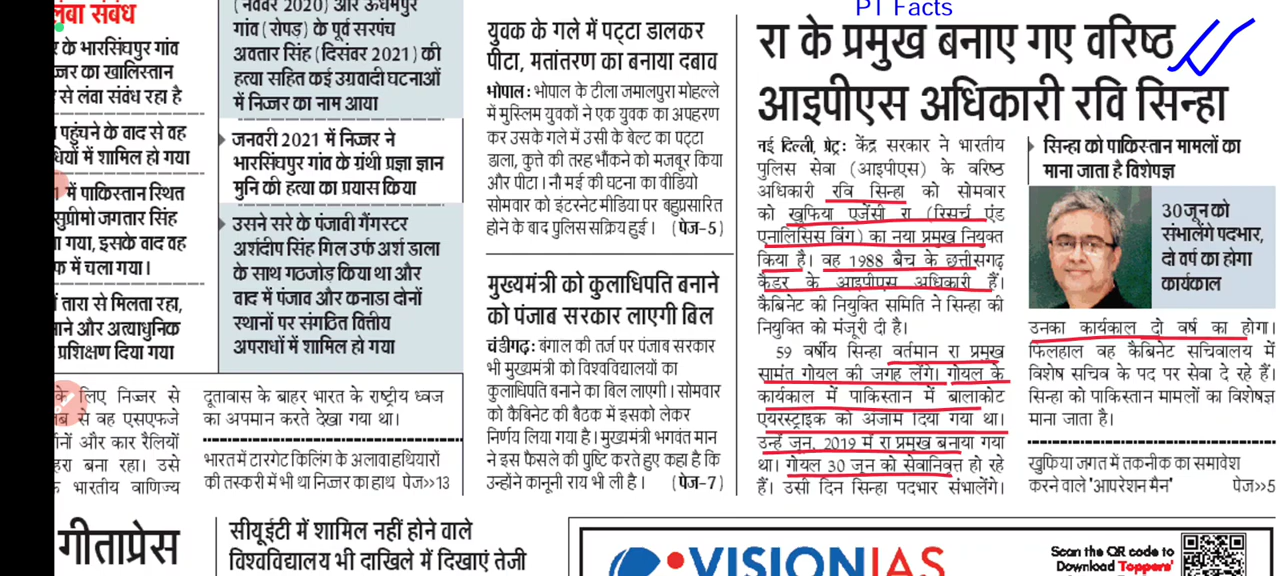 PT Facts
लंबा संबंध
र के भारसिंघपुर गांव
ज्जर का खालिस्तान
से लंवा संबंध रहा है
पहुंचने के वाद से वह
धियों में शामिल हो गया
में पाकिस्तान स्थित
सुप्रीमो जगतार सिंह
गया, इसके वाद वह
फ में चला गया।
तारा से मिलता रहा,
गने और अत्याधुनिक
प्रशिक्षण दिया गया
के लिए निज्जर से
से वह एसएफजे
और कार रैलियों
हरा बना रहा। उसे
भारतीय वाणिज्य
(नवंवर 2020) और ऊधमपुर
गांव (रोपड़) के पूर्व सरपंच
अवतार सिंह (दिसंवर 2021) की
हत्या सहित कई उग्रवादी घटनाओं
में निज्जर का नाम आया
जनवरी 2021 में निज्जर ने
भारसिंघपुर गांव के ग्रंथी प्रज्ञा ज्ञान
मुनि की हत्या का प्रयास किया
उसने सरे के पंजावी गैंगस्टर
अर्शदीप सिंह गिल उर्फ अर्श डाला
के साथ गठजोड़ किया था और
वाद में पंजाव और कनाडा दोनों
स्थानों पर संगठित वित्तीय
अपराधों में शामिल हो गया
दूतावास के बाहर भारत के राष्ट्रीय ध्वज
का अपमान करते देखा गया था।
भारत में टारगेट किलिंग के अलावा हथियारों
की तस्करी में भी था निज्जर का हाथ पेज>>13
युवक के गले में पट्टा डालकर
पीटा, मतांतरण का बनाया दबाव
भोपाल: भोपाल के टीला जमालपुरा मोहल्ले
में मुस्लिम युवकों ने एक युवक का अपहरण
कर उसके गले में उसी के बेल्ट का पट्टा
डाला, कुत्ते की तरह भौंकने को मजबूर किया
और पीटा। नौ मई की घटना का वीडियो
सोमवार को इंटरनेट मीडिया पर बहुप्रसारित
होने के बाद पुलिस सक्रिय हुई। (पेज-5)
मुख्यमंत्री को कुलाधिपति बनाने
को पंजाब सरकार लाएगी बिल
चंडीगढ़: बंगाल की तर्ज पर पंजाब सरकार
भी मुख्यमंत्री को विश्वविद्यालयों का
कुलाधिपति बनाने का बिल लाएगी। सोमवार
को कैबिनेट की बैठक में इसको लेकर
निर्णय लिया गया है। मुख्यमंत्री भगवंत मान
ने इस फैसले की पुष्टि करते हुए कहा है कि
उन्होंने कानूनी राय भी ली है। (पेज-7)
रा के प्रमुख बनाए गए वरिष्ठ
आइपीएस अधिकारी रवि सिन्हा
नई दिल्ली, प्रेट्र: केंद्र सरकार ने भारतीय
पुलिस सेवा (आइपीएस) के वरिष्ठ
अधिकारी रवि सिन्हा को सोमवार
को खुफिया एजेंसी रा (रिसर्च एंड
एनालिसिस विंग) का नया प्रमुख नियुक्त
किया है। वह 1988 बैच के छत्तीसगढ़
कैडर के आइपीएस अधिकारी हैं।
कैबिनेट की नियुक्ति समिति ने सिन्हा की
नियुक्ति को मंजूरी दी है।
59 वर्षीय सिन्हा वर्तमान रा प्रमुख
सामंत गोयल की जगह लेंगे। गोयल के
कार्यकाल में पाकिस्तान में बालाकोट
एयरस्ट्राइक को अंजाम दिया गया था।
उन्हें जून, 2019 में रा प्रमुख बनाया गया
था। गोयल 30 जून को सेवानिवृत्त हो रहे
हैं। उसी दिन सिन्हा पदभार संभालेंगे।
सिन्हा को पाकिस्तान मामलों का
माना जाता है विशेषज्ञ
30 जून को
संभालेंगे पदभार,
दो वर्ष का होगा
कार्यकाल
उनका कार्यकाल दो वर्ष का होगा।
फिलहाल वह कैबिनेट सचिवालय में
विशेष सचिव के पद पर सेवा दे रहे हैं।
सिन्हा को पाकिस्तान मामलों का विशेषज्ञ
माना जाता है।
खुफिया जगत में तकनीक का समावेश
करने वाले 'आपरेशन मैन' पेज>>5
गीताप्रेस
सीयूईटी में शामिल नहीं होने वाले
विश्वविद्यालय भी दाखिले में दिखाएं तेजी
VISIONIAS
Scan the QR code to
Download Toppers'